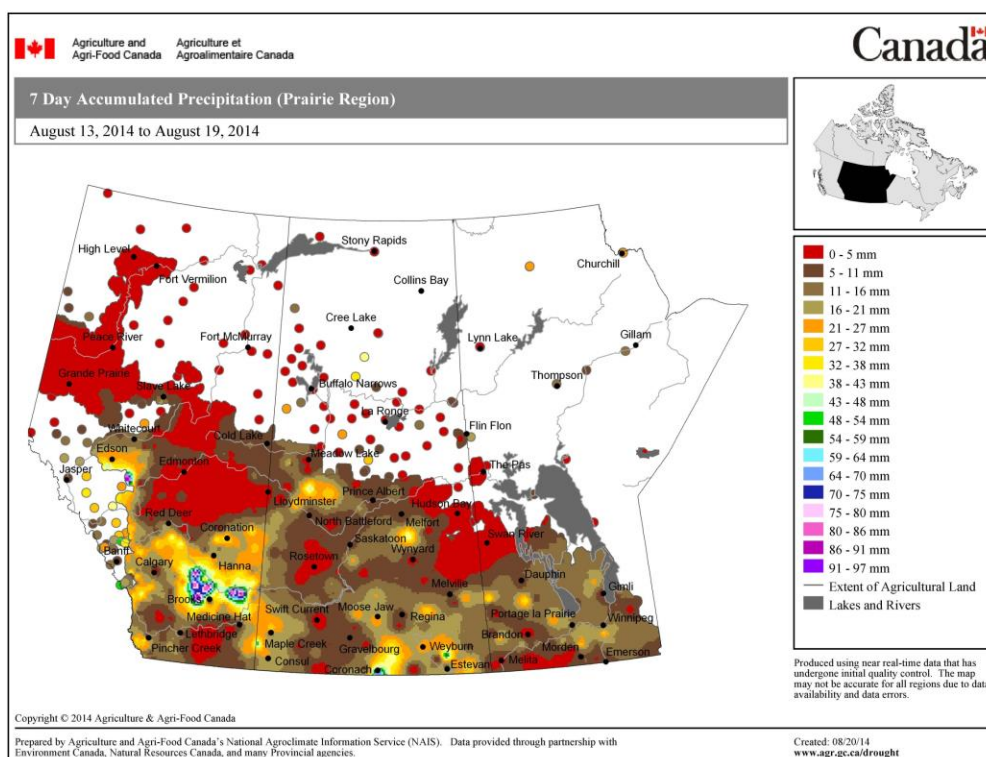 Agriculture and Agriculture et
Agri-Food Canada Agroalimentaire Canada
Canada
7 Day Accumulated Precipitation (Prairie Region)
August 13, 2014 to August 19, 2014
Stony Rapids
High Level
Churchill
Fort Vermilion
Collins Bay
Cree Lake
Peace River
Fort McMurray
Lynn Lake
Gillam
Grande Prairie
Buffalo Narrows
Thompson
Slave Lake
La Ronge
Whitecourt
Flin Flon
Cold Lake
Edson
Meadow Lake
Jasper
Edmonton
The Pas
Lloydminster
Prince Albert
Hudson Bay
Red Deer
North Battleford
Melfort
Coronation
Saskatoon
Swan River
Banff
Hanna
Rosetown
Wynyard
Calgary
Dauphin
Brooks
Melville
Gimli
Medicine Hat
Swift Current
Moose Jaw
Regina
Portage la Prairie
Winnipeg
Lethbridge
Pincher Creek
Maple Creek
Gravelbourg
Weyburn
Brandon
Morden
Consul
Coronach
Estevan
Melita
Emerson
0 - 5 mm
5 - 11 mm
11 - 16 mm
16 - 21 mm
21 - 27 mm
27 - 32 mm
32 - 38 mm
38 - 43 mm
43 - 48 mm
48 - 54 mm
54 - 59 mm
59 - 64 mm
64 - 70 mm
70 - 75 mm
75 - 80 mm
80 - 86 mm
86 - 91 mm
91 - 97 mm
Extent of Agricultural Land
Lakes and Rivers
Produced using near real-time data that has
undergone initial quality control. The map
may not be accurate for all regions due to data
availability and data errors.
Copyright © 2014 Agriculture & Agri-Food Canada
Prepared by Agriculture and Agri-Food Canada's National Agroclimate Information Service (NAIS). Data provided through partnership with
Environment Canada, Natural Resources Canada, and many Provincial agencies.
Created: 08/20/14
www.agr.gc.ca/drought